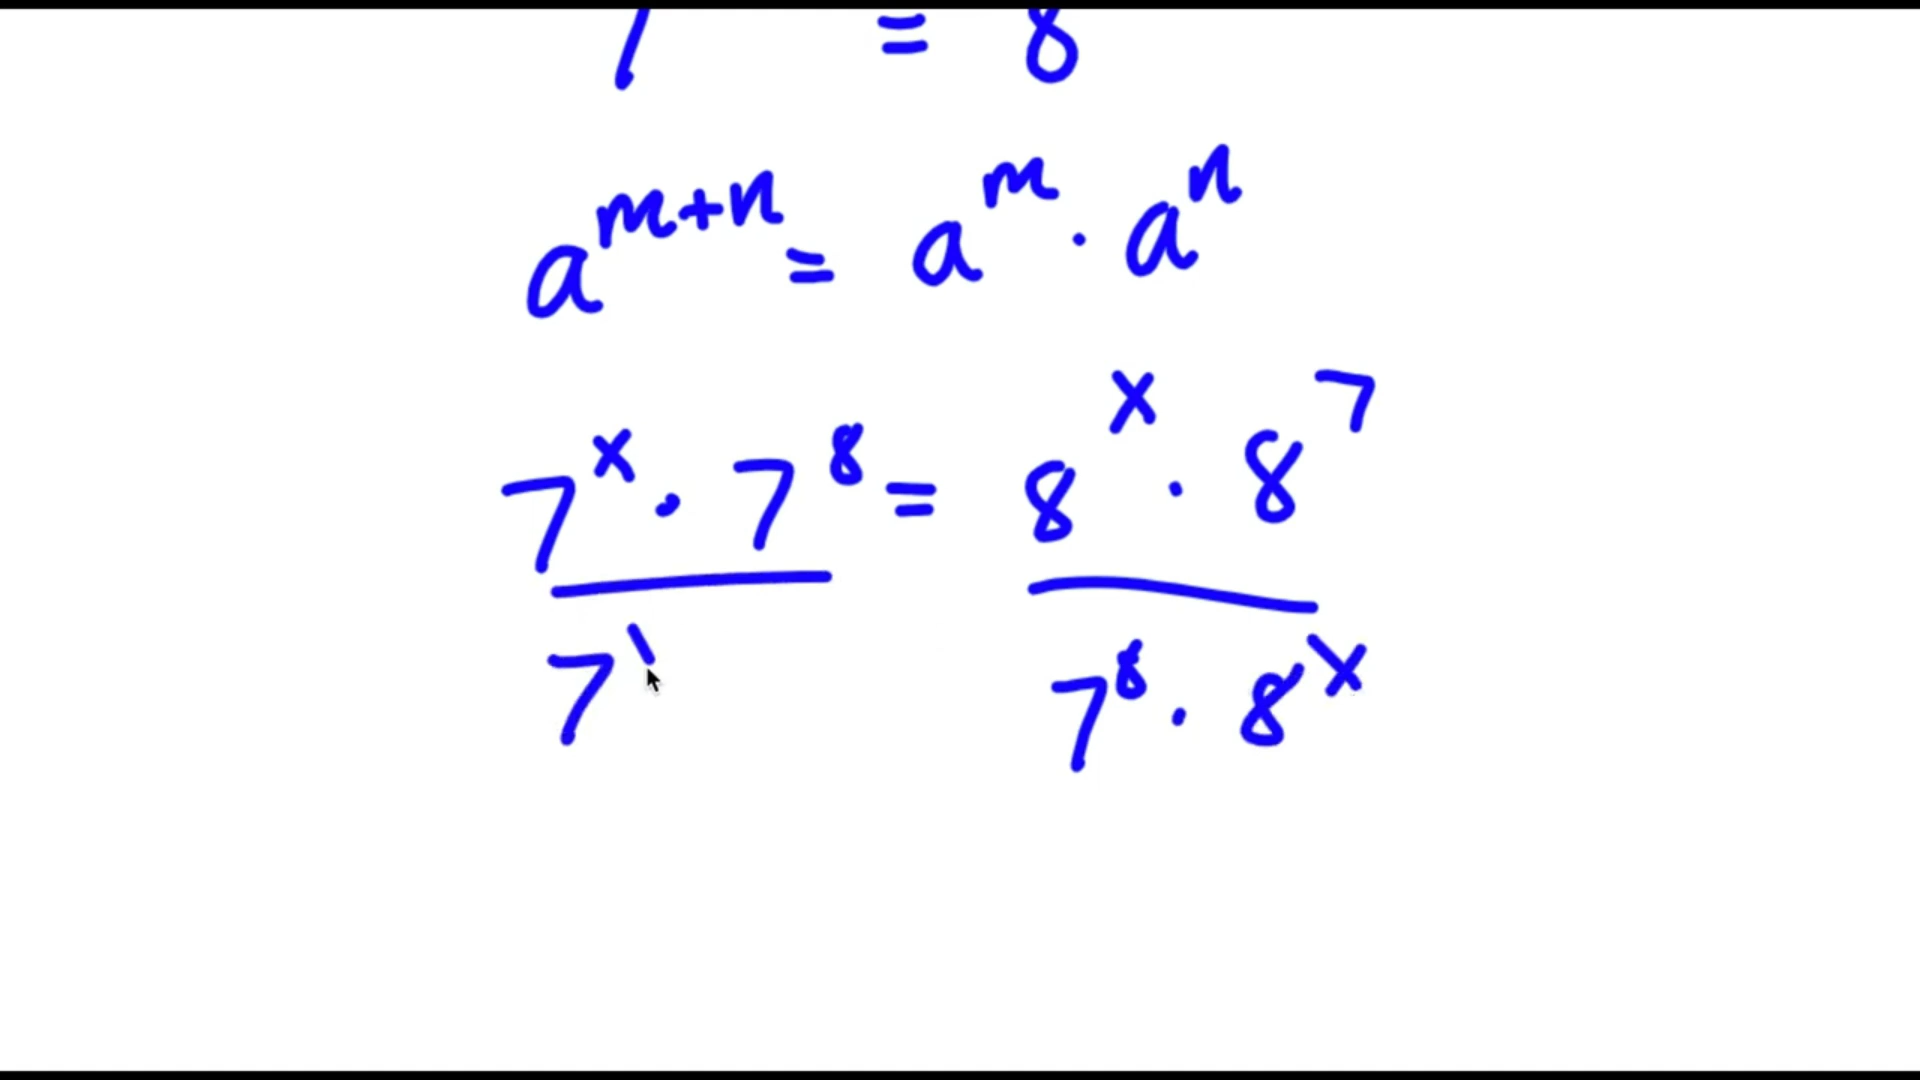 7 = 8
a^{m+n} = a^m · a^n
7^x · 7^8 = 8^x · 8^7
7^\ 7^8 · 8^x